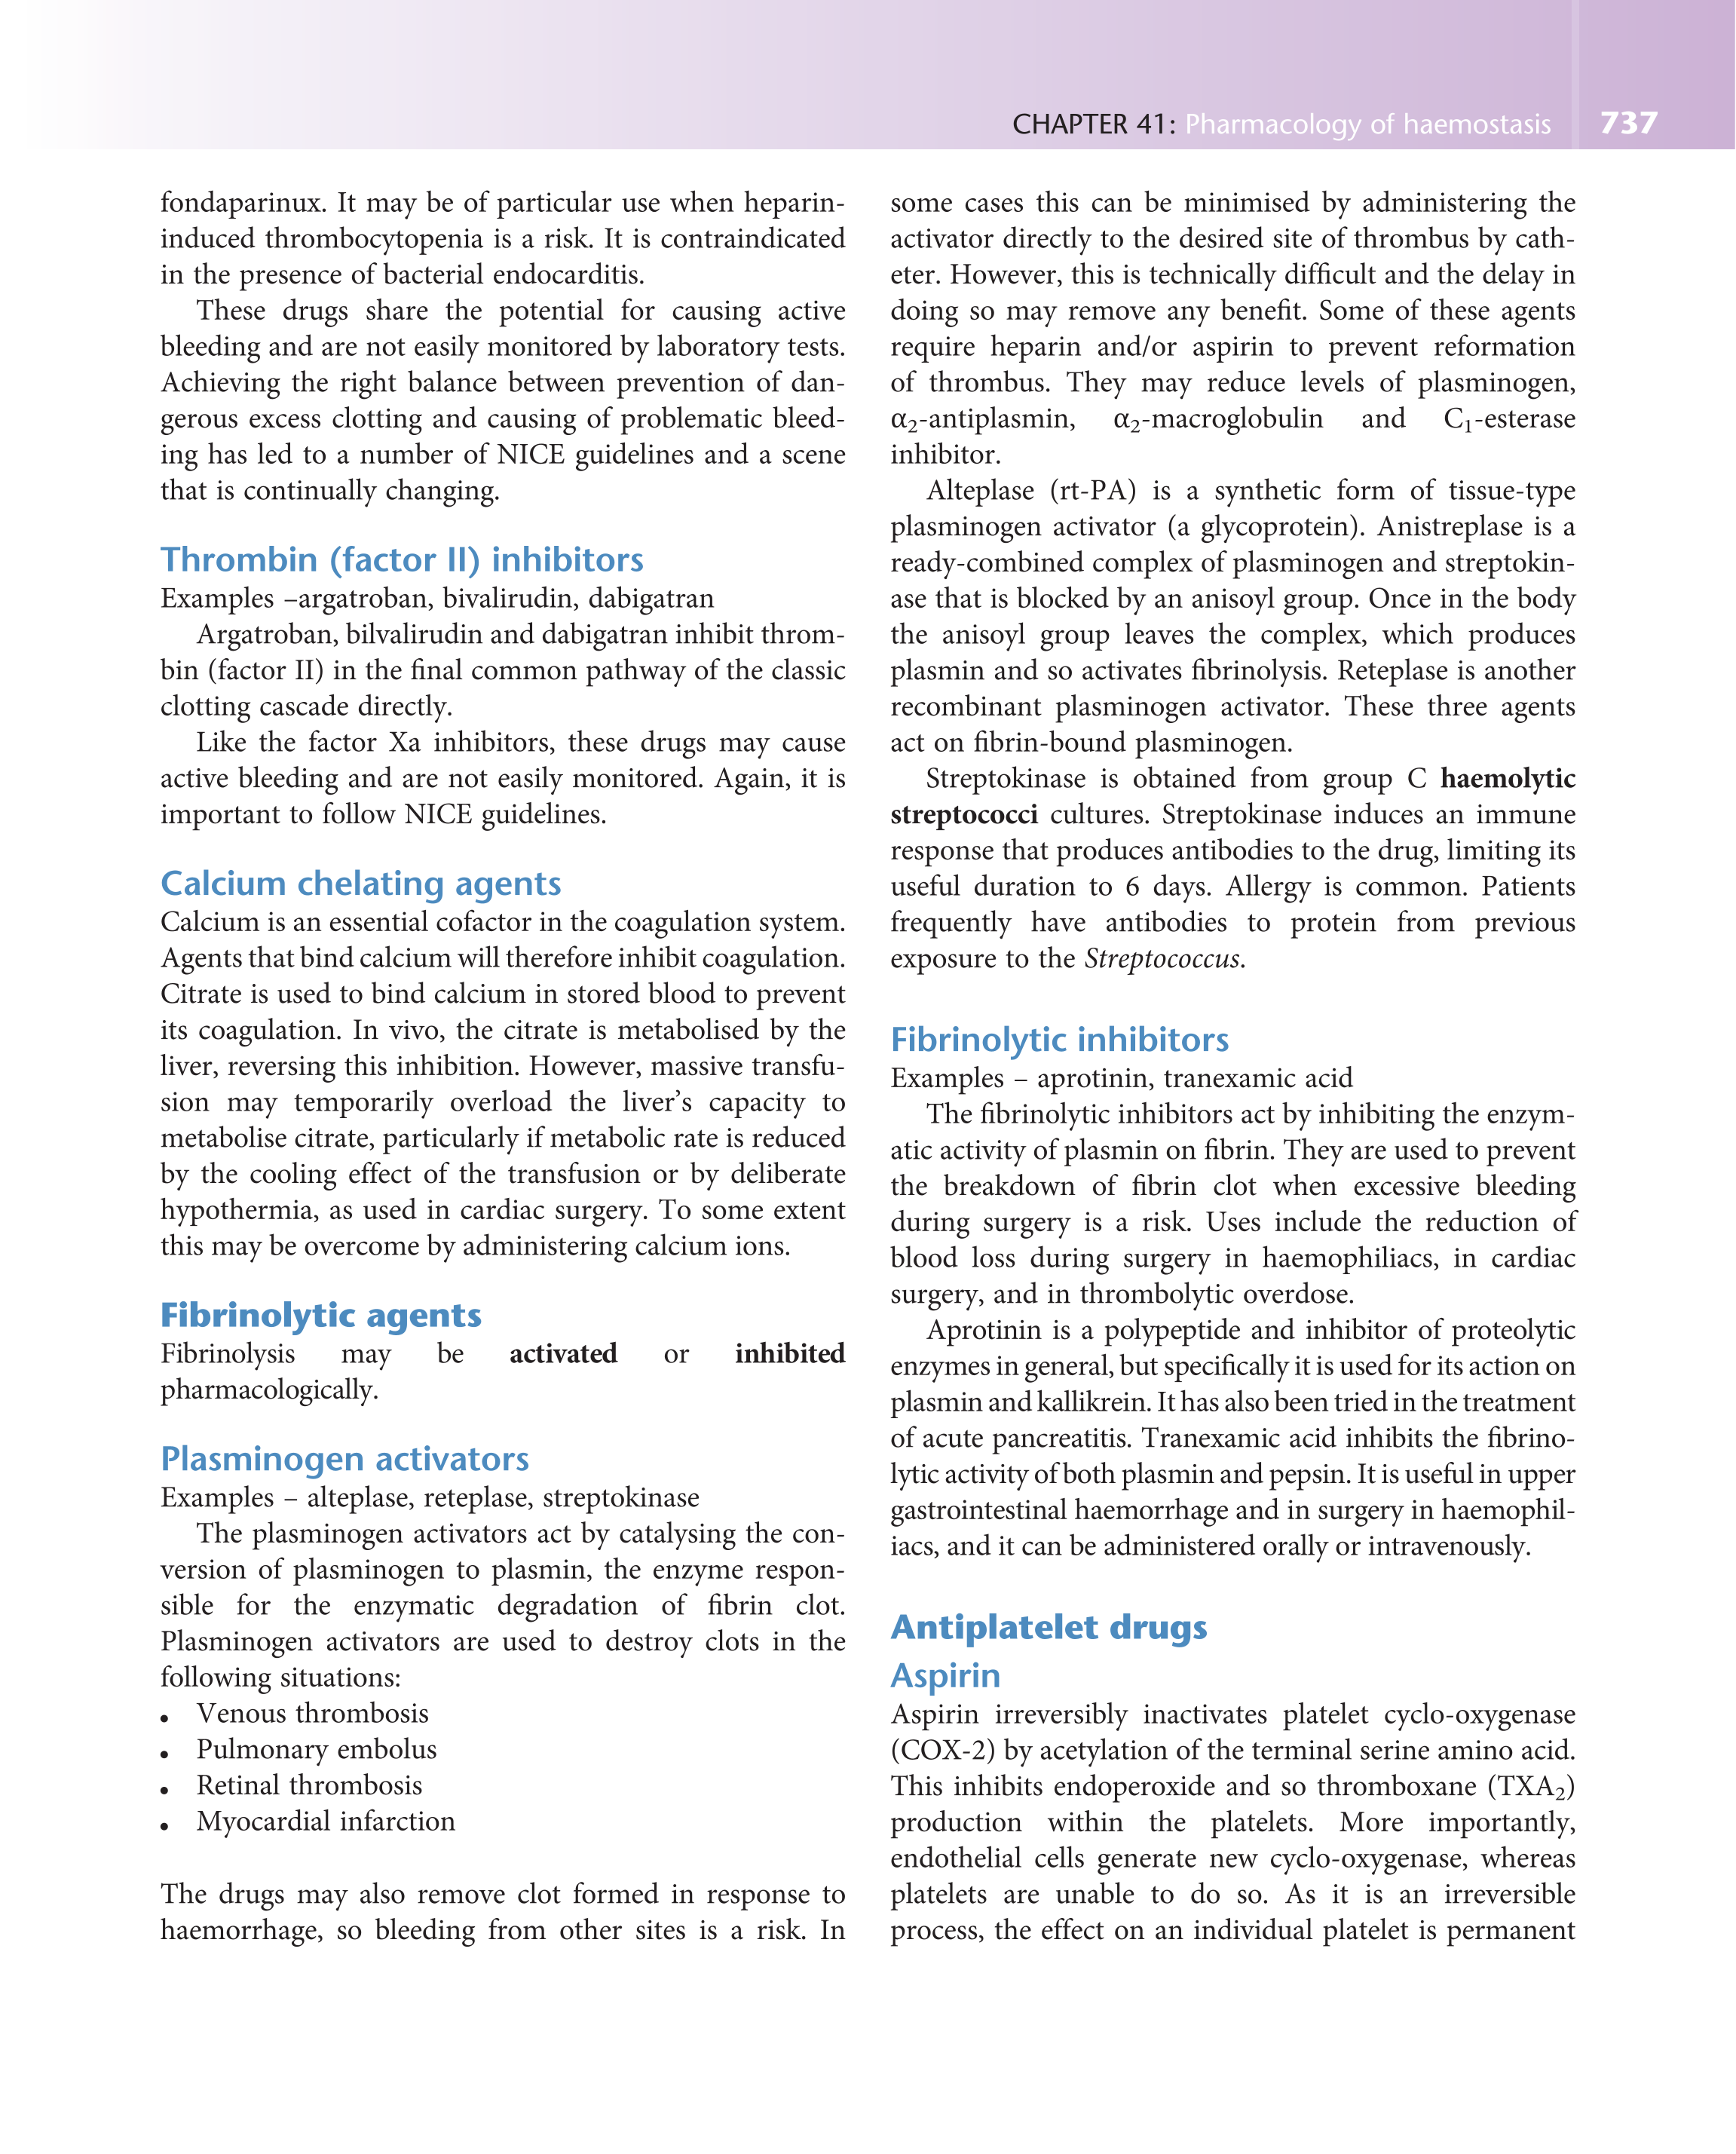 CHAPTER 41: Pharmacology of haemostasis 737
fondaparinux. It may be of particular use when heparin-
induced thrombocytopenia is a risk. It is contraindicated
in the presence of bacterial endocarditis.
These drugs share the potential for causing active
bleeding and are not easily monitored by laboratory tests.
Achieving the right balance between prevention of dan-
gerous excess clotting and causing of problematic bleed-
ing has led to a number of NICE guidelines and a scene
that is continually changing.
Thrombin (factor II) inhibitors
Examples –argatroban, bivalirudin, dabigatran
Argatroban, bilvalirudin and dabigatran inhibit throm-
bin (factor II) in the final common pathway of the classic
clotting cascade directly.
Like the factor Xa inhibitors, these drugs may cause
active bleeding and are not easily monitored. Again, it is
important to follow NICE guidelines.
Calcium chelating agents
Calcium is an essential cofactor in the coagulation system.
Agents that bind calcium will therefore inhibit coagulation.
Citrate is used to bind calcium in stored blood to prevent
its coagulation. In vivo, the citrate is metabolised by the
liver, reversing this inhibition. However, massive transfu-
sion may temporarily overload the liver's capacity to
metabolise citrate, particularly if metabolic rate is reduced
by the cooling effect of the transfusion or by deliberate
hypothermia, as used in cardiac surgery. To some extent
this may be overcome by administering calcium ions.
Fibrinolytic agents
Fibrinolysis may be activated or inhibited
pharmacologically.
Plasminogen activators
Examples – alteplase, reteplase, streptokinase
The plasminogen activators act by catalysing the con-
version of plasminogen to plasmin, the enzyme respon-
sible for the enzymatic degradation of fibrin clot.
Plasminogen activators are used to destroy clots in the
following situations:
• Venous thrombosis
• Pulmonary embolus
• Retinal thrombosis
• Myocardial infarction
The drugs may also remove clot formed in response to
haemorrhage, so bleeding from other sites is a risk. In
some cases this can be minimised by administering the
activator directly to the desired site of thrombus by cath-
eter. However, this is technically difficult and the delay in
doing so may remove any benefit. Some of these agents
require heparin and/or aspirin to prevent reformation
of thrombus. They may reduce levels of plasminogen,
α₂-antiplasmin, α₂-macroglobulin and C₁-esterase
inhibitor.
Alteplase (rt-PA) is a synthetic form of tissue-type
plasminogen activator (a glycoprotein). Anistreplase is a
ready-combined complex of plasminogen and streptokin-
ase that is blocked by an anisoyl group. Once in the body
the anisoyl group leaves the complex, which produces
plasmin and so activates fibrinolysis. Reteplase is another
recombinant plasminogen activator. These three agents
act on fibrin-bound plasminogen.
Streptokinase is obtained from group C haemolytic
streptococci cultures. Streptokinase induces an immune
response that produces antibodies to the drug, limiting its
useful duration to 6 days. Allergy is common. Patients
frequently have antibodies to protein from previous
exposure to the Streptococcus.
Fibrinolytic inhibitors
Examples – aprotinin, tranexamic acid
The fibrinolytic inhibitors act by inhibiting the enzym-
atic activity of plasmin on fibrin. They are used to prevent
the breakdown of fibrin clot when excessive bleeding
during surgery is a risk. Uses include the reduction of
blood loss during surgery in haemophiliacs, in cardiac
surgery, and in thrombolytic overdose.
Aprotinin is a polypeptide and inhibitor of proteolytic
enzymes in general, but specifically it is used for its action on
plasmin and kallikrein. It has also been tried in the treatment
of acute pancreatitis. Tranexamic acid inhibits the fibrino-
lytic activity of both plasmin and pepsin. It is useful in upper
gastrointestinal haemorrhage and in surgery in haemophil-
iacs, and it can be administered orally or intravenously.
Antiplatelet drugs
Aspirin
Aspirin irreversibly inactivates platelet cyclo-oxygenase
(COX-2) by acetylation of the terminal serine amino acid.
This inhibits endoperoxide and so thromboxane (TXA₂)
production within the platelets. More importantly,
endothelial cells generate new cyclo-oxygenase, whereas
platelets are unable to do so. As it is an irreversible
process, the effect on an individual platelet is permanent